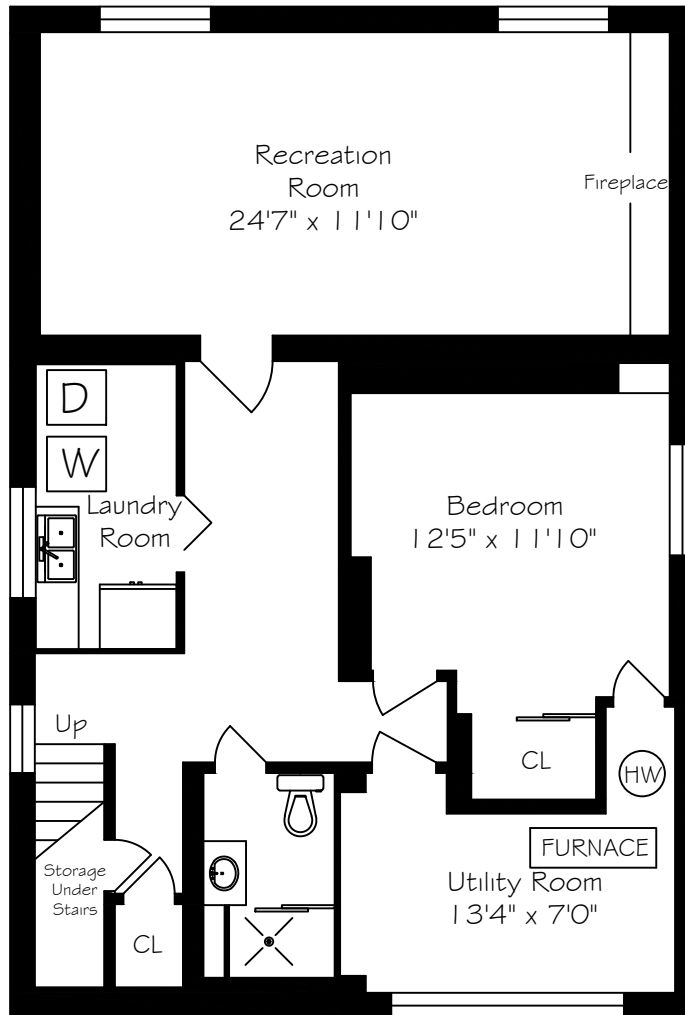 Recreation
Room
24'7" x 11'10"
Fireplace
D
W
Laundry
Room
Bedroom
12'5" x 11'10"
Up
CL
HW
FURNACE
Storage
Under
Stairs
Utility Room
13'4" x 7'0"
CL